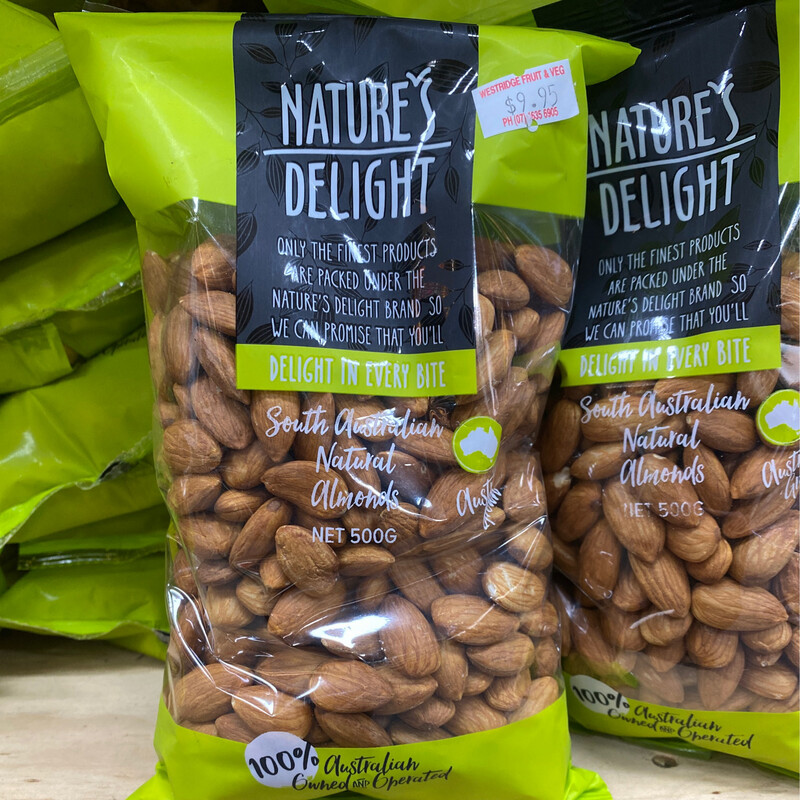 NATURE'S
DELIGHT
ONLY THE FINEST PRODUCTS
ARE PACKED UNDER THE
NATURE'S DELIGHT BRAND SO
WE CAN PROMISE THAT YOU'LL
DELIGHT IN EVERY BITE
WESTRIDGE FRUIT & VEG
$9.95
PH (07)
South Australian
Natural
Almonds
NET 500G
100% Australian
Owned AND Operated
NATURE'S
DELIGHT
ONLY THE FINEST PRODUCTS
ARE PACKED UNDER THE
NATURE'S DELIGHT BRAND SO
WE CAN PROMISE THAT YOU'LL
DELIGHT IN EVERY BITE
South Australian
Natural
Almonds
NET 500G
100% Australian
Owned AND Operated